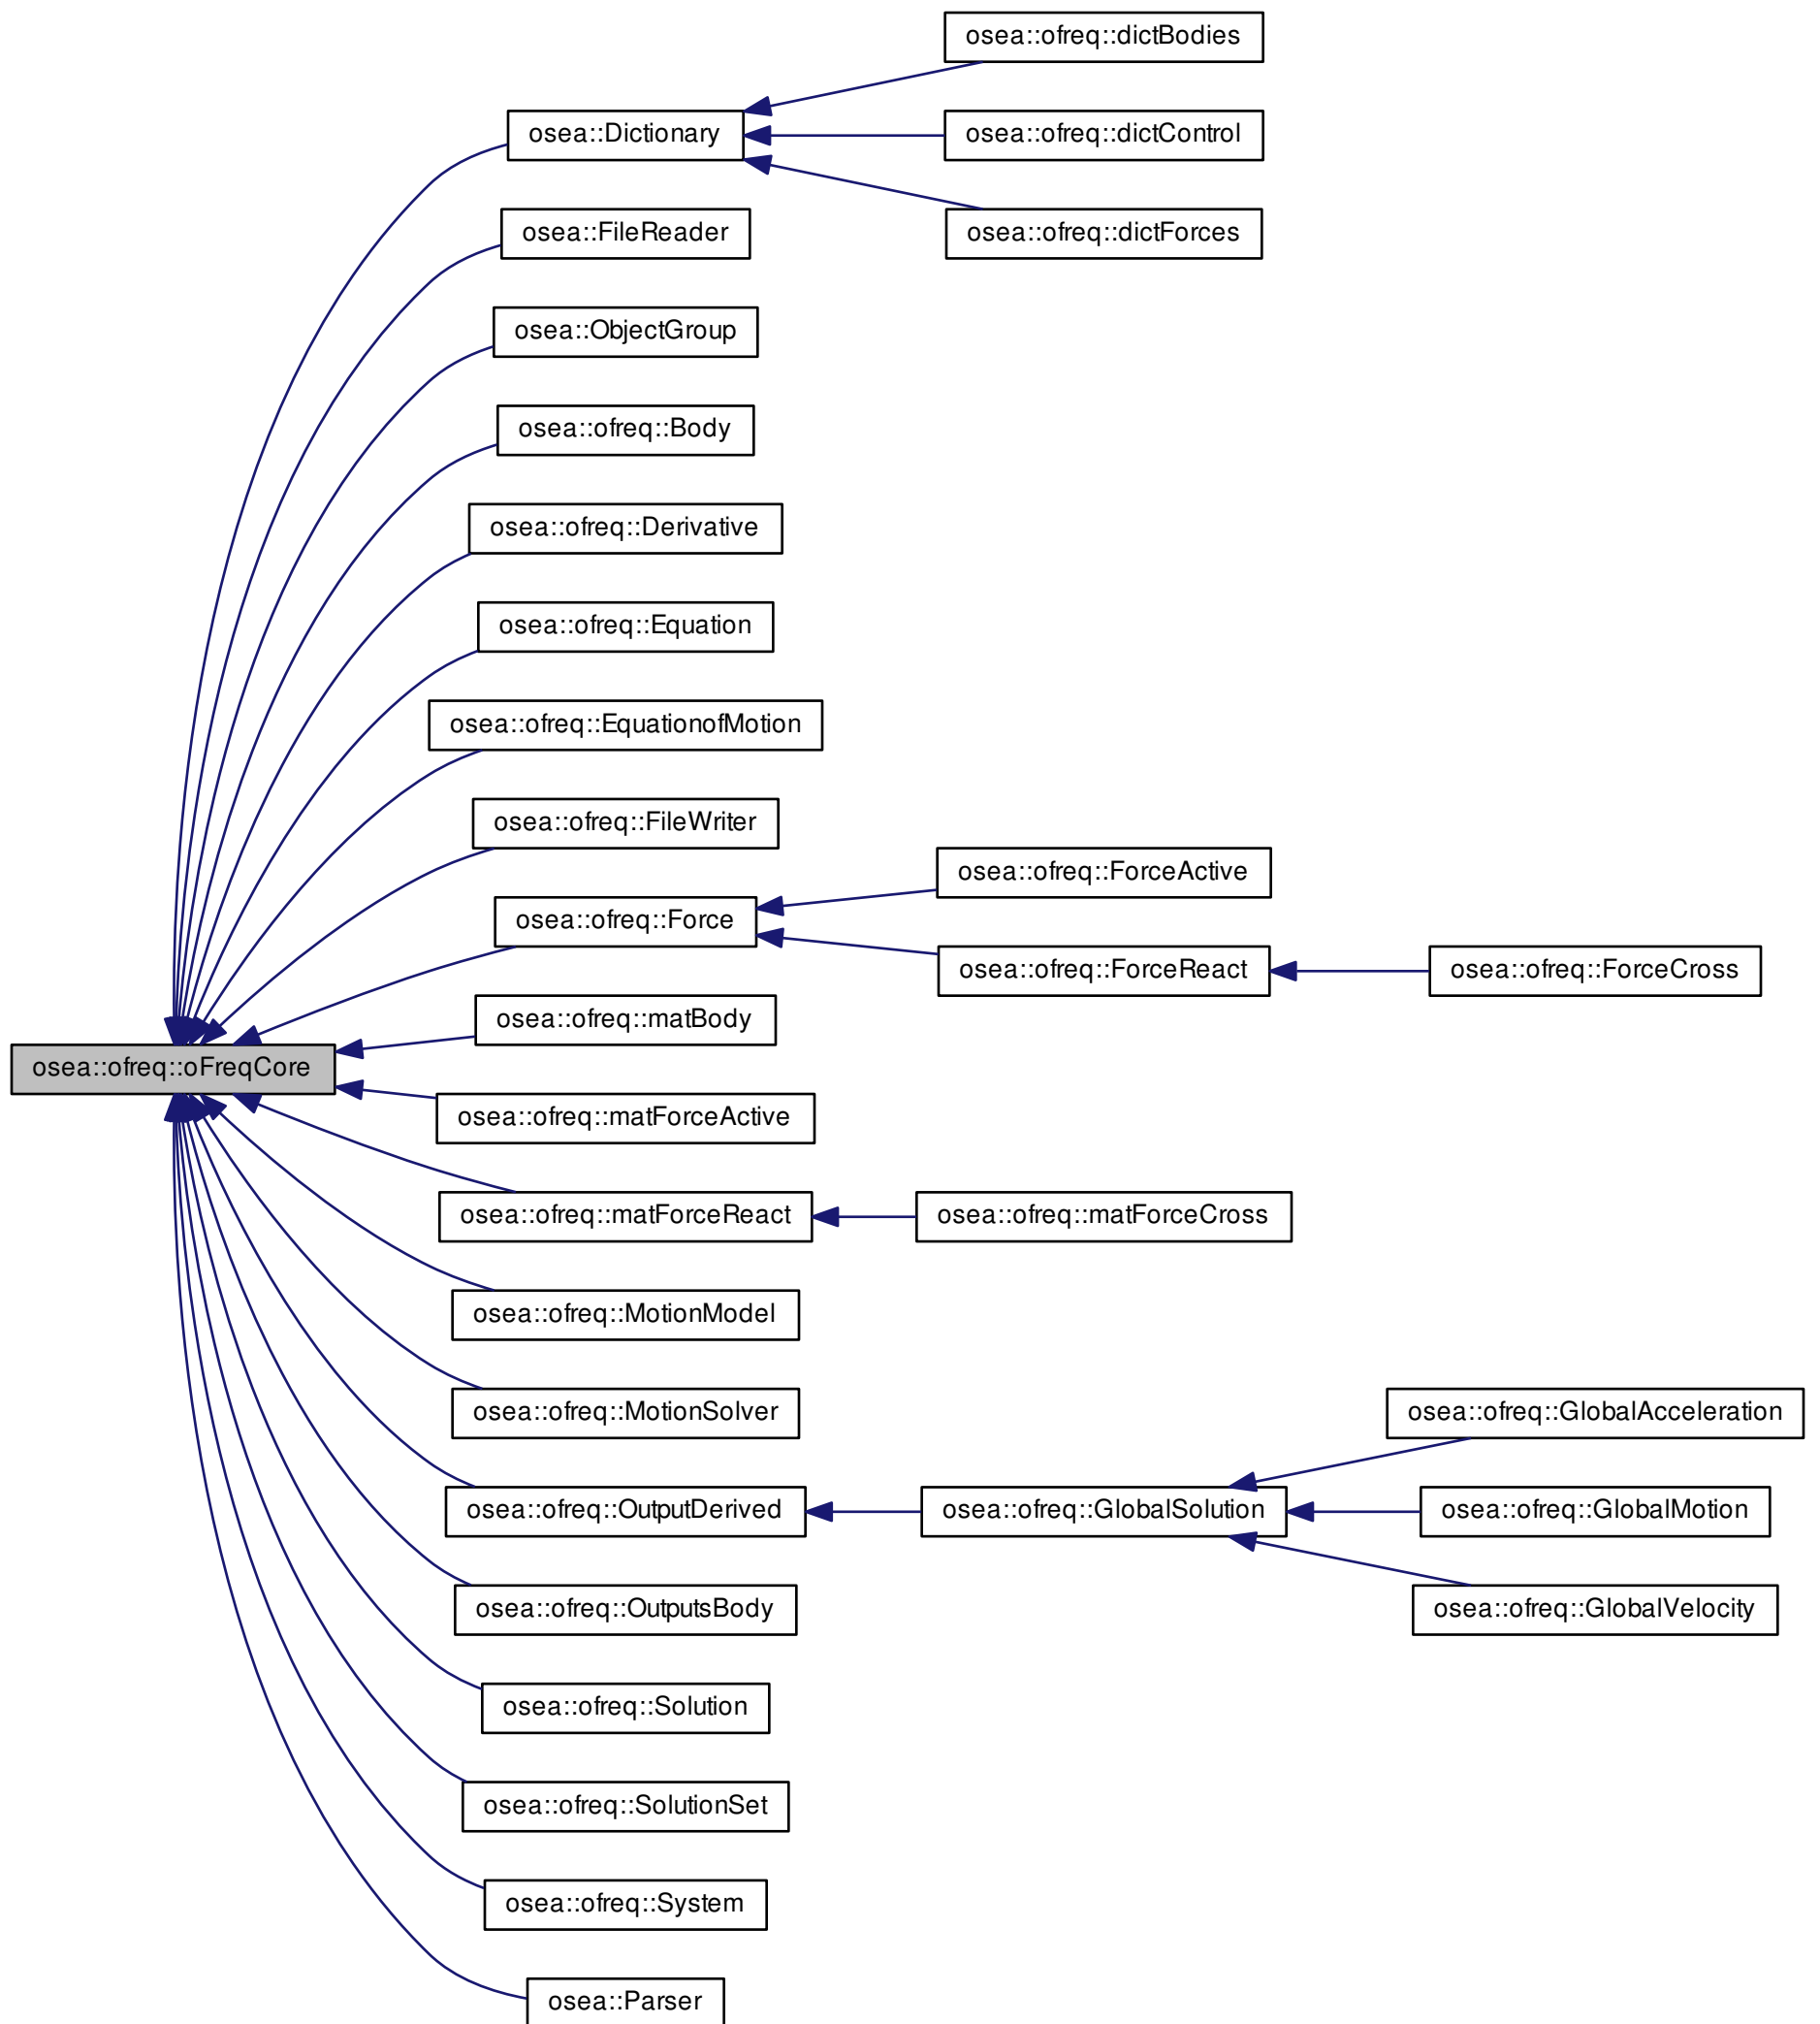 osea::ofreq::dictBodies
osea::Dictionary
osea::ofreq::dictControl
osea::ofreq::dictForces
osea::FileReader
osea::ObjectGroup
osea::ofreq::Body
osea::ofreq::Derivative
osea::ofreq::Equation
osea::ofreq::EquationofMotion
osea::ofreq::FileWriter
osea::ofreq::ForceActive
osea::ofreq::Force
osea::ofreq::ForceReact
osea::ofreq::ForceCross
osea::ofreq::matBody
osea::ofreq::oFreqCore
osea::ofreq::matForceActive
osea::ofreq::matForceReact
osea::ofreq::matForceCross
osea::ofreq::MotionModel
osea::ofreq::MotionSolver
osea::ofreq::GlobalAcceleration
osea::ofreq::OutputDerived
osea::ofreq::GlobalSolution
osea::ofreq::GlobalMotion
osea::ofreq::OutputsBody
osea::ofreq::GlobalVelocity
osea::ofreq::Solution
osea::ofreq::SolutionSet
osea::ofreq::System
osea::Parser